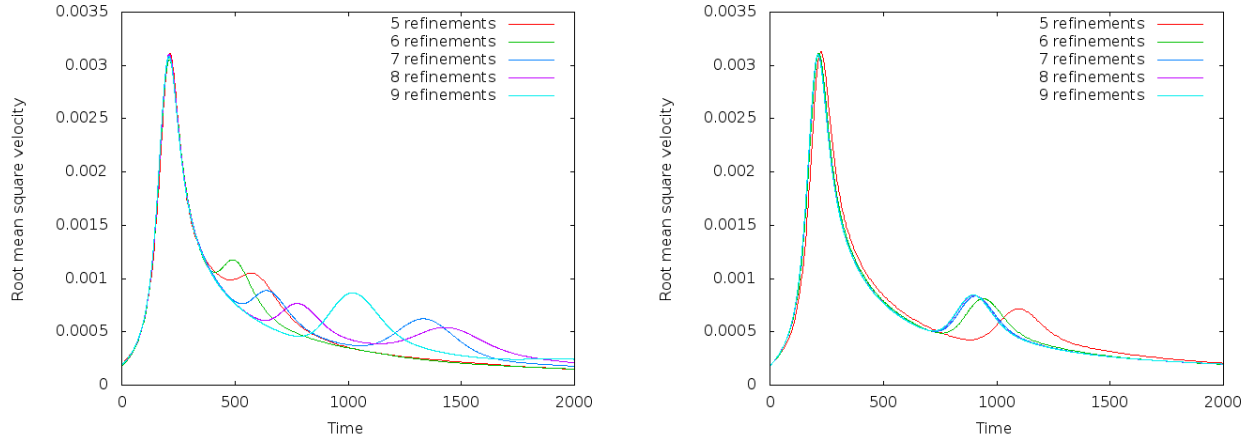 0.0035
0.003
0.0025
0.002
0.0015
0.001
0.0005
0
Root mean square velocity
0 500 1000 1500 2000
Time
5 refinements
6 refinements
7 refinements
8 refinements
9 refinements
0.0035
0.003
0.0025
0.002
0.0015
0.001
0.0005
0
Root mean square velocity
0 500 1000 1500 2000
Time
5 refinements
6 refinements
7 refinements
8 refinements
9 refinements